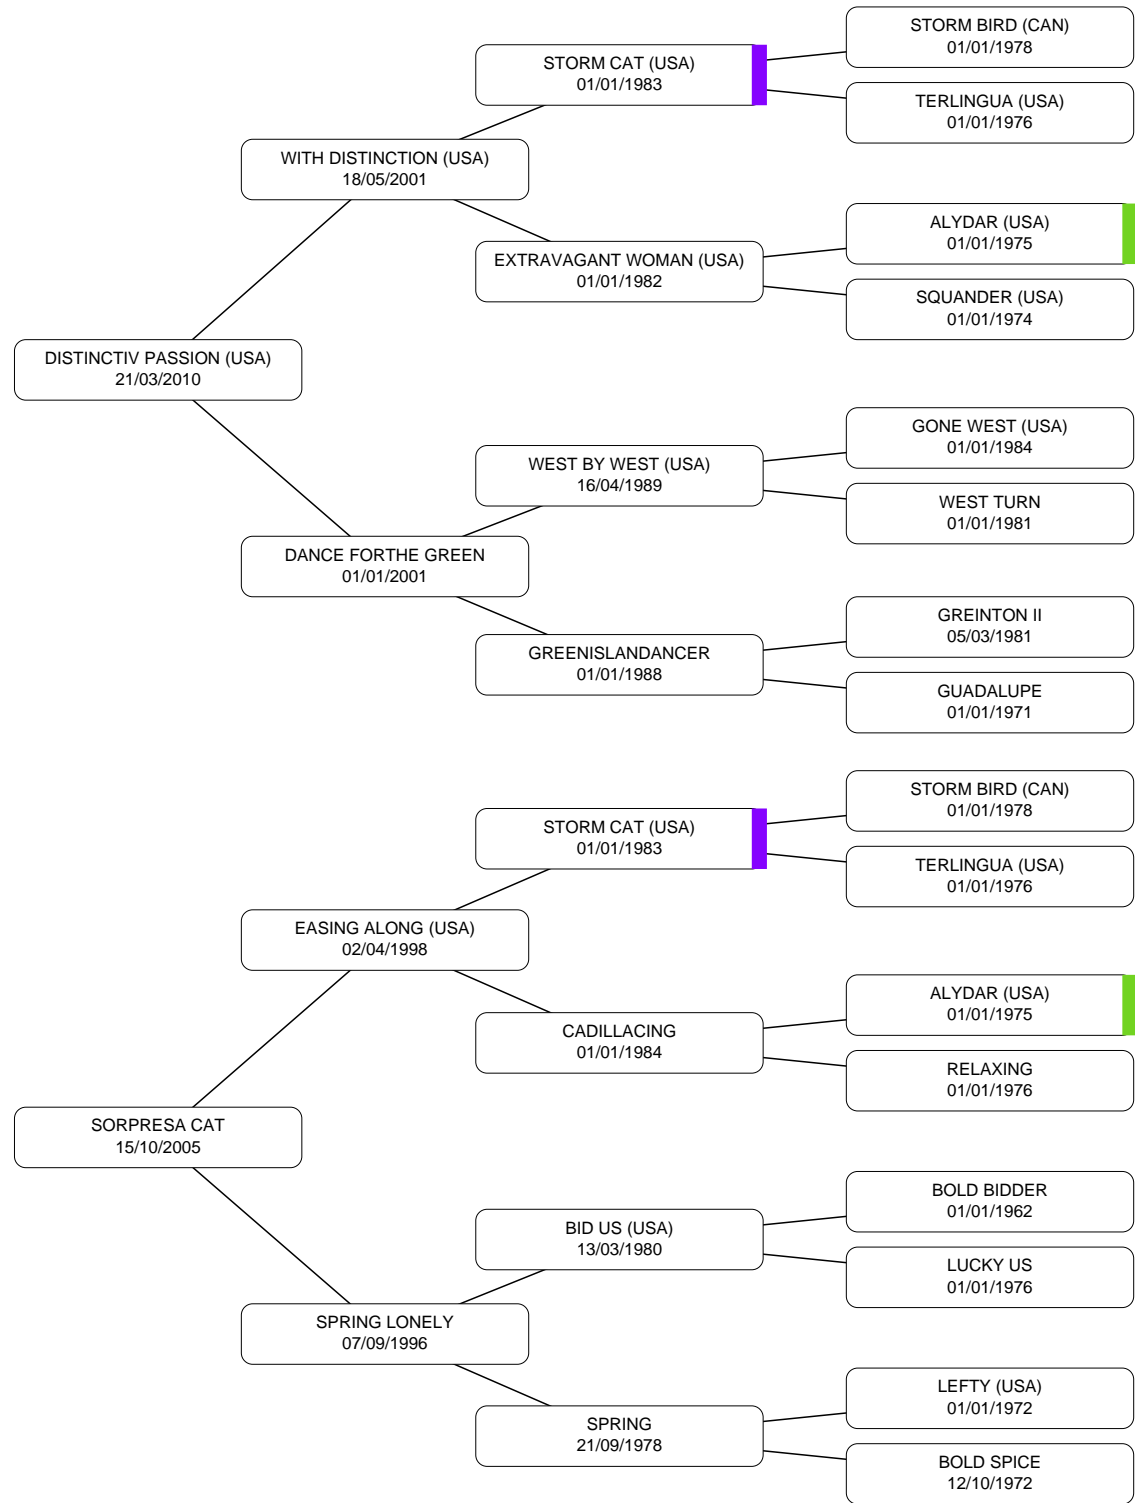 STORM BIRD (CAN)
01/01/1978
STORM CAT (USA)
01/01/1983
TERLINGUA (USA)
01/01/1976
WITH DISTINCTION (USA)
18/05/2001
ALYDAR (USA)
01/01/1975
EXTRAVAGANT WOMAN (USA)
01/01/1982
SQUANDER (USA)
01/01/1974
DISTINCTIV PASSION (USA)
21/03/2010
GONE WEST (USA)
01/01/1984
WEST BY WEST (USA)
16/04/1989
WEST TURN
01/01/1981
DANCE FORTHE GREEN
01/01/2001
GREINTON II
05/03/1981
GREENISLANDANCER
01/01/1988
GUADALUPE
01/01/1971
STORM BIRD (CAN)
01/01/1978
STORM CAT (USA)
01/01/1983
TERLINGUA (USA)
01/01/1976
EASING ALONG (USA)
02/04/1998
ALYDAR (USA)
01/01/1975
CADILLACING
01/01/1984
RELAXING
01/01/1976
SORPRESA CAT
15/10/2005
BOLD BIDDER
01/01/1962
BID US (USA)
13/03/1980
LUCKY US
01/01/1976
SPRING LONELY
07/09/1996
LEFTY (USA)
01/01/1972
SPRING
21/09/1978
BOLD SPICE
12/10/1972